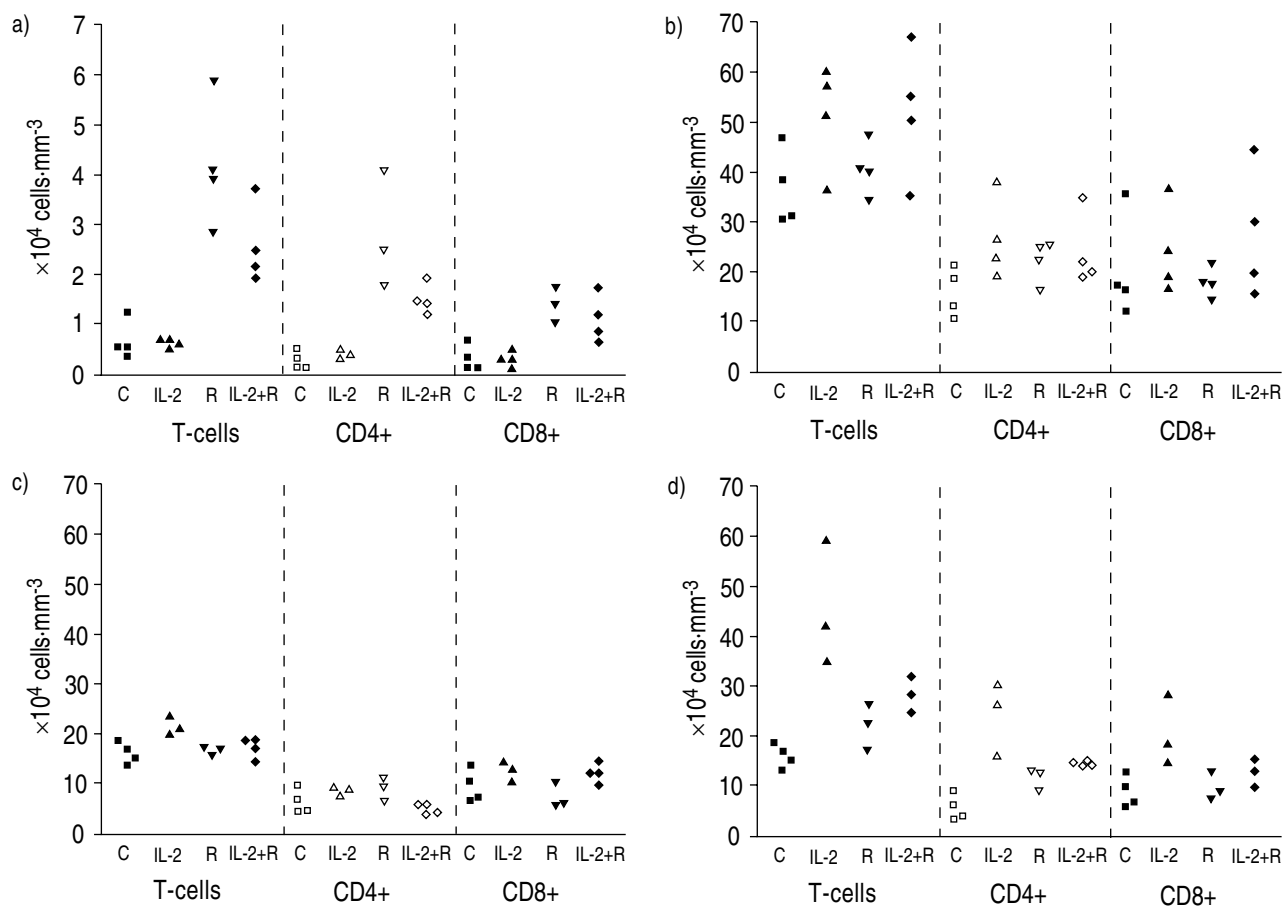 a)
7
6
5
4
3
2
1
0
×10⁴ cells·mm⁻³
C IL-2 R IL-2+R C IL-2 R IL-2+R C IL-2 R IL-2+R
T-cells CD4+ CD8+
b)
70
60
50
40
30
20
10
0
×10⁴ cells·mm⁻³
C IL-2 R IL-2+R C IL-2 R IL-2+R C IL-2 R IL-2+R
T-cells CD4+ CD8+
c)
70
60
50
40
30
20
10
0
×10⁴ cells·mm⁻³
C IL-2 R IL-2+R C IL-2 R IL-2+R C IL-2 R IL-2+R
T-cells CD4+ CD8+
d)
70
60
50
40
30
20
10
0
×10⁴ cells·mm⁻³
C IL-2 R IL-2+R C IL-2 R IL-2+R C IL-2 R IL-2+R
T-cells CD4+ CD8+